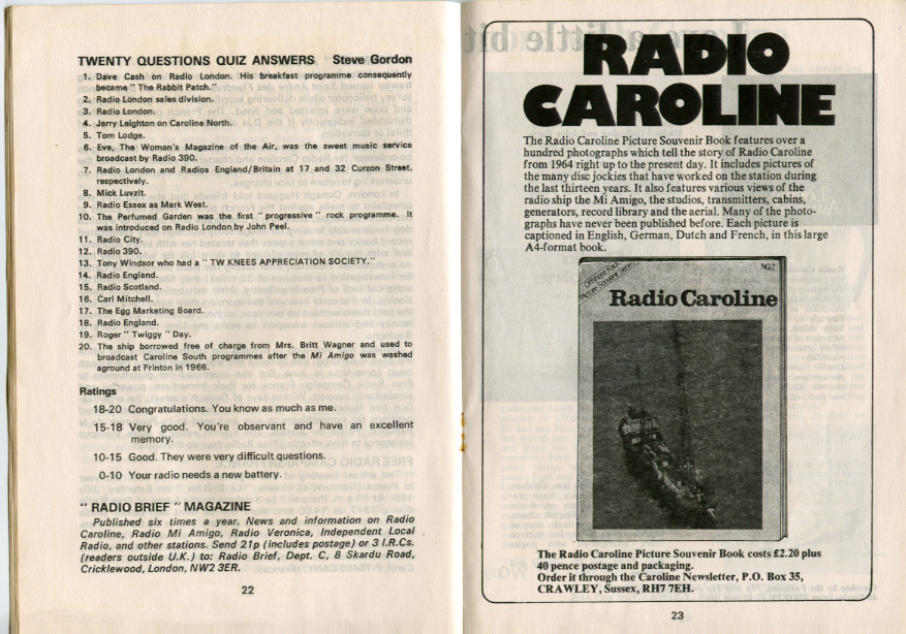 TWENTY QUESTIONS QUIZ ANSWERS Steve Gordon
1. Dave Cash on Radio London. His breakfast programme consequently
became " The Rabbit Patch."
2. Radio London sales division.
3. Radio London.
4. Jerry Leighton on Caroline North.
5. Tom Lodge.
6. Eve, The Woman's Magazine of the Air, was the sweet music service
broadcast by Radio 390.
7. Radio London and Radios England/Britain at 17 and 32 Curzon Street,
respectively.
8. Mick Luvzit.
9. Radio Essex as Mark West.
10. The Perfumed Garden was the first " progressive " rock programme. It
was introduced on Radio London by John Peel.
11. Radio City.
12. Radio 390.
13. Tony Windsor who had a " TW KNEES APPRECIATION SOCIETY."
14. Radio England.
15. Radio Scotland.
16. Carl Mitchell.
17. The Egg Marketing Board.
18. Radio England.
19. Roger " Twiggy " Day.
20. The ship borrowed free of charge from Mrs. Britt Wagner and used to
broadcast Caroline South programmes after the Mi Amigo was washed
aground at Frinton in 1966.
Ratings
18-20 Congratulations. You know as much as me.
15-18 Very good. You're observant and have an excellent
memory.
10-15 Good. They were very difficult questions.
0-10 Your radio needs a new battery.
" RADIO BRIEF " MAGAZINE
Published six times a year. News and information on Radio
Caroline, Radio Mi Amigo, Radio Veronica, Independent Local
Radio, and other stations. Send 21p (includes postage) or 3 I.R.Cs.
(readers outside U.K.) to: Radio Brief, Dept. C, 8 Skardu Road,
Cricklewood, London, NW2 3ER.
22
RADIO
CAROLINE
The Radio Caroline Picture Souvenir Book features over a
hundred photographs which tell the story of Radio Caroline
from 1964 right up to the present day. It includes pictures of
the many disc jockies that have worked on the station during
the last thirteen years. It also features various views of the
radio ship the Mi Amigo, the studios, transmitters, cabins,
generators, record library and the aerial. Many of the photo-
graphs have never been published before. Each picture is
captioned in English, German, Dutch and French, in this large
A4-format book.
Offshore Radio
Picture Souvenir Series
No2
Radio Caroline
The Radio Caroline Picture Souvenir Book costs £2.20 plus
40 pence postage and packaging.
Order it through the Caroline Newsletter, P.O. Box 35,
CRAWLEY, Sussex, RH7 7EH.
23